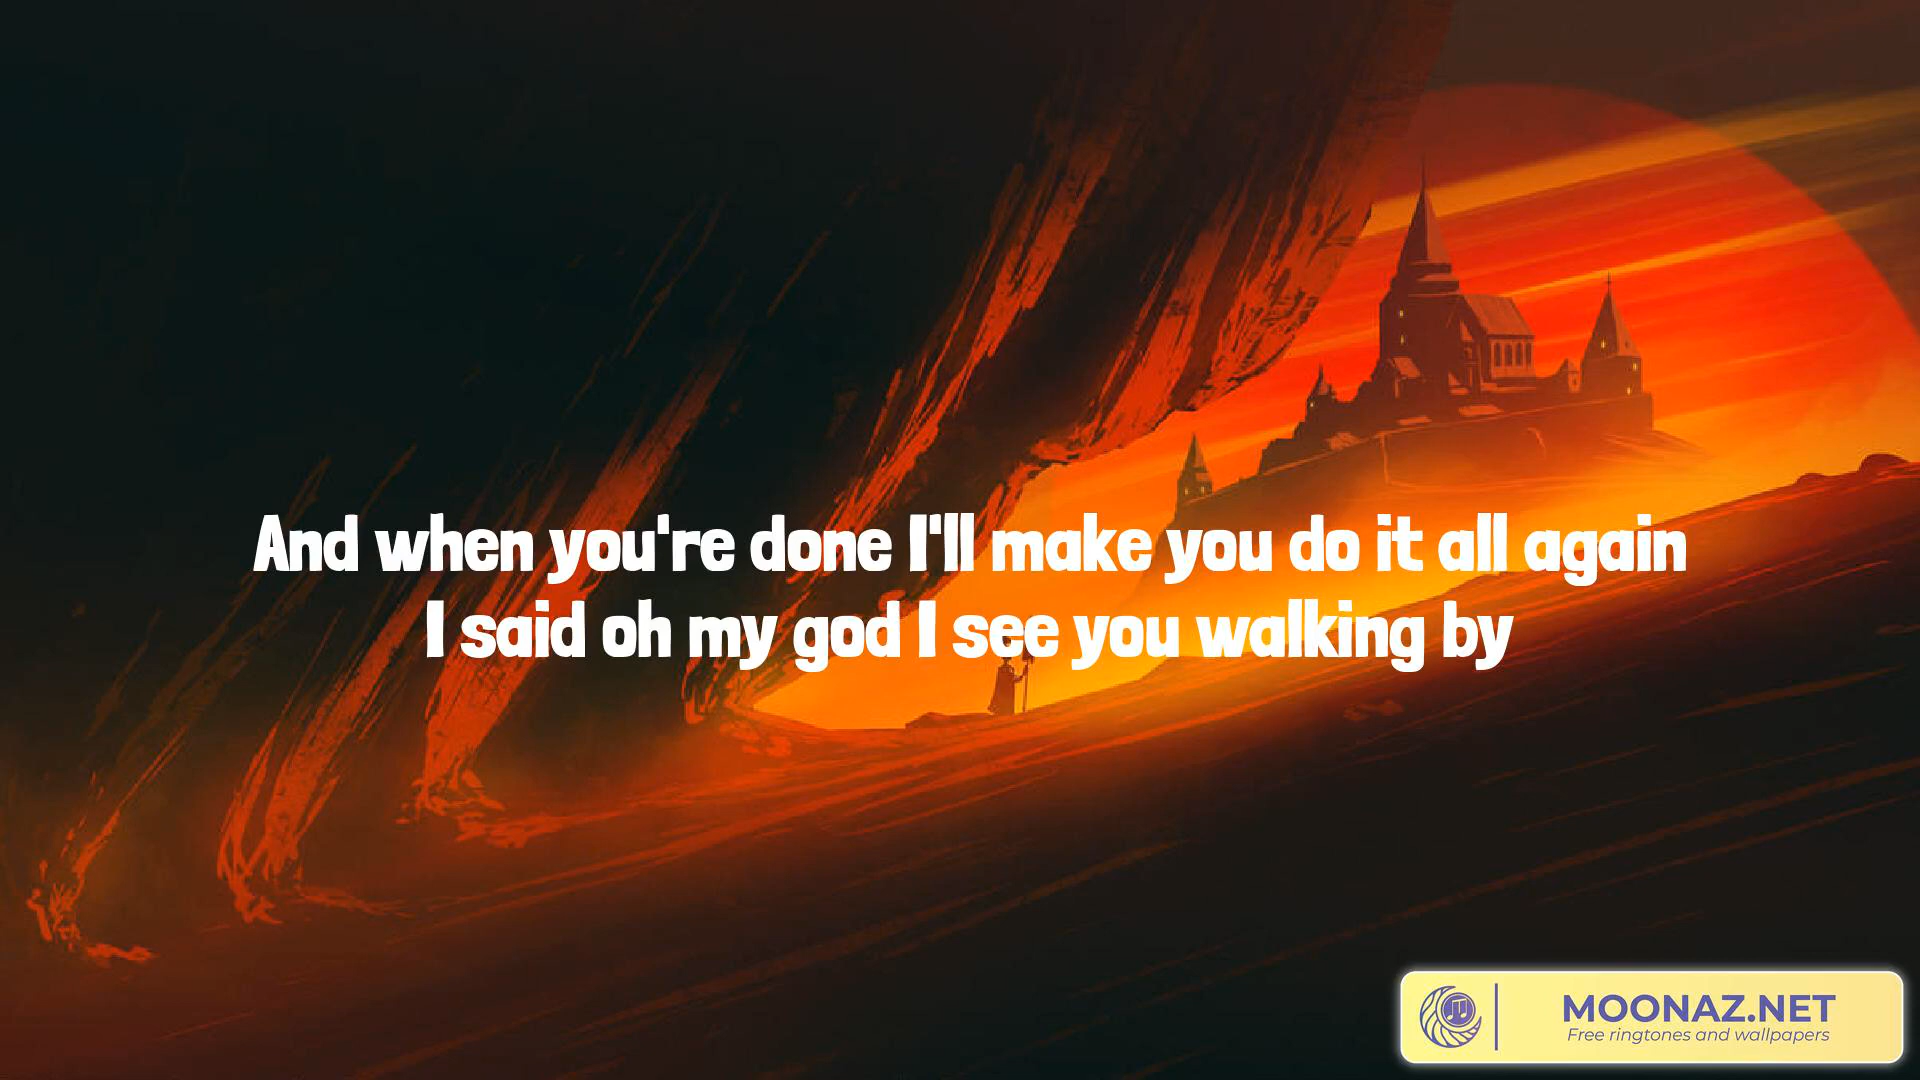 And when you're done I'll make you do it all again
I said oh my god I see you walking by
MOONAZ.NET
Free ringtones and wallpapers